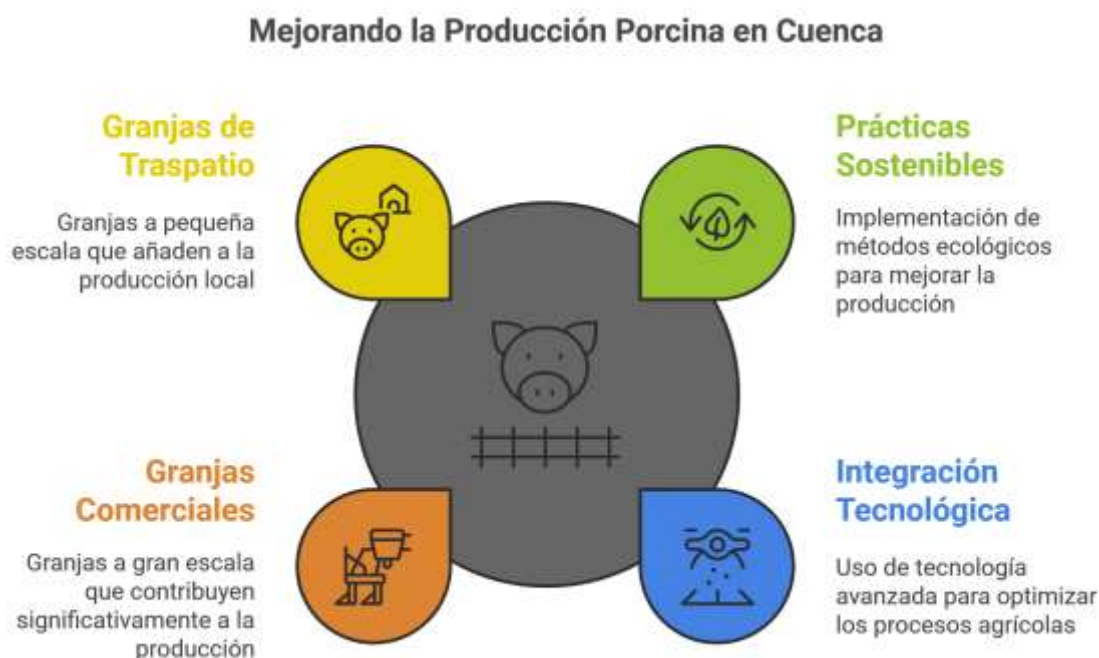 Mejorando la Producción Porcina en Cuenca
Granjas de
Traspatio
Granjas a pequeña
escala que añaden a la
producción local
Prácticas
Sostenibles
Implementación de
métodos ecológicos
para mejorar la
producción
Granjas
Comerciales
Granjas a gran escala
que contribuyen
significativamente a la
producción
Integración
Tecnológica
Uso de tecnología
avanzada para optimizar
los procesos agrícolas